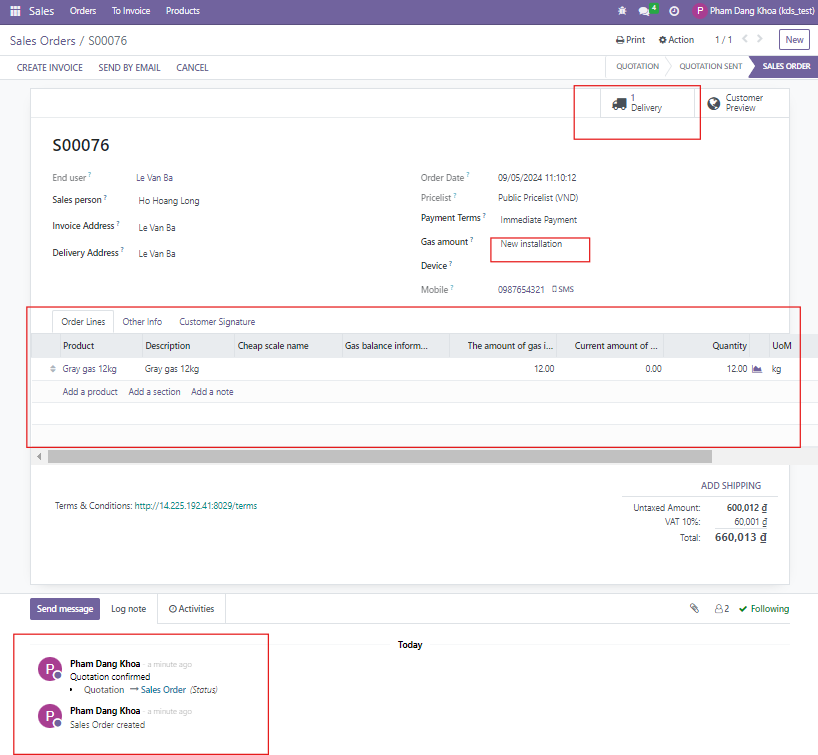 Sales Orders To Invoice Products 4 P Pham Dang Khoa (kds_test)
Sales Orders / S00076 Print Action 1 / 1 New
CREATE INVOICE SEND BY EMAIL CANCEL QUOTATION QUOTATION SENT SALES ORDER
1 Delivery
Customer Preview
S00076
End user ? Le Van Ba
Sales person ? Ho Hoang Long
Invoice Address ? Le Van Ba
Delivery Address ? Le Van Ba
Order Date ? 09/05/2024 11:10:12
Pricelist ? Public Pricelist (VND)
Payment Terms ? Immediate Payment
Gas amount ? New installation
Device ?
Mobile ? 0987654321 SMS
Order Lines Other Info Customer Signature
Product Description Cheap scale name Gas balance inform... The amount of gas i... Current amount of ... Quantity UoM
Gray gas 12kg Gray gas 12kg 12.00 0.00 12.00 kg
Add a product Add a section Add a note
ADD SHIPPING
Terms & Conditions: http://14.225.192.41:8029/terms
Untaxed Amount: 600,012 ₫
VAT 10%: 60,001 ₫
Total: 660,013 ₫
Send message Log note Activities 2 Following
Today
P Pham Dang Khoa - a minute ago
Quotation confirmed
• Quotation → Sales Order (Status)
P Pham Dang Khoa - a minute ago
Sales Order created